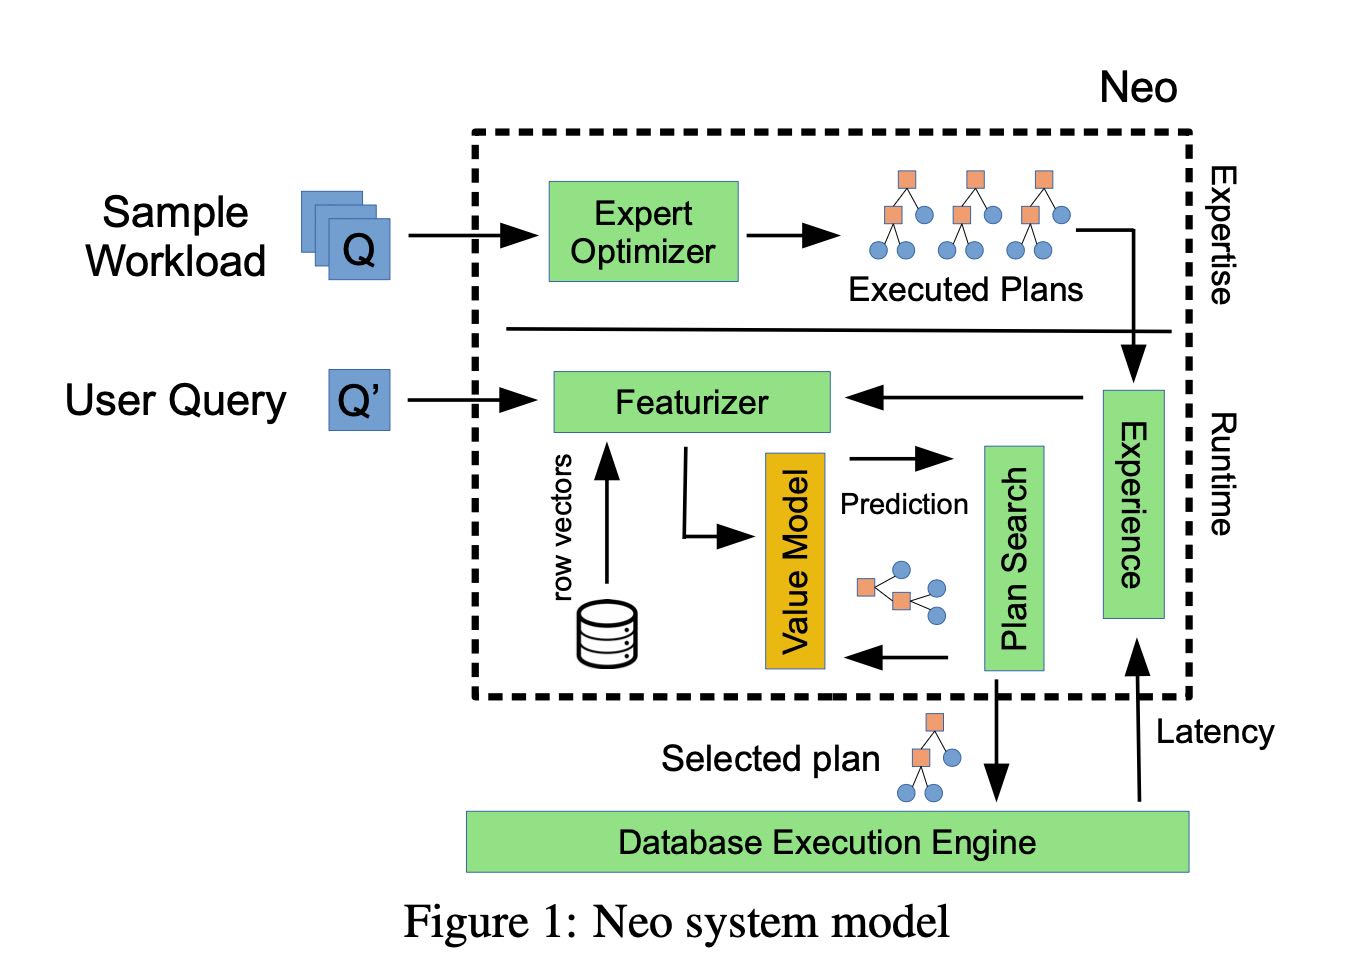 Neo
Sample
Workload
Q
Expert
Optimizer
Executed Plans
Expertise
User Query
Q’
Featurizer
Runtime
row vectors
Value Model
Prediction
Plan Search
Experience
Selected plan
Latency
Database Execution Engine
Figure 1: Neo system model